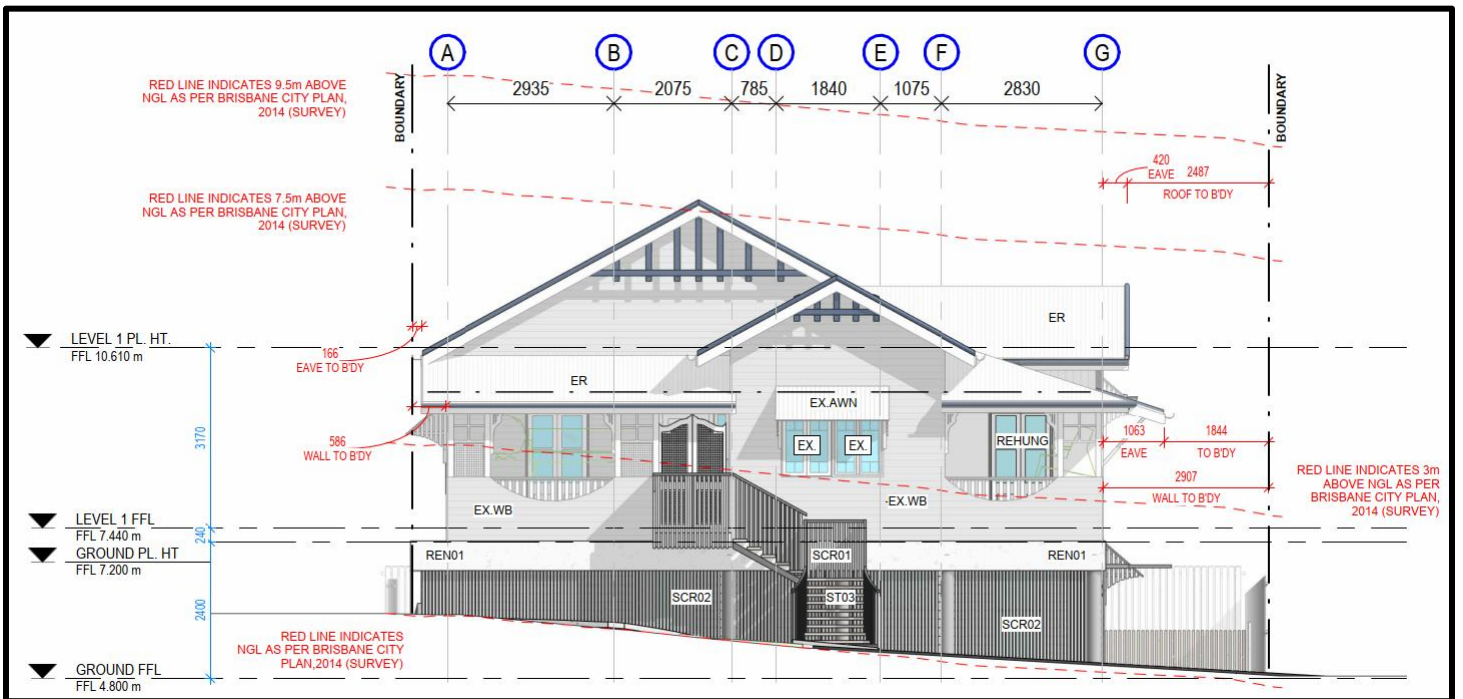 A
B
C
D
E
F
G
RED LINE INDICATES 9.5m ABOVE
NGL AS PER BRISBANE CITY PLAN,
2014 (SURVEY)
BOUNDARY
2935
2075
785
1840
1075
2830
BOUNDARY
420
EAVE
2487
ROOF TO B'DY
RED LINE INDICATES 7.5m ABOVE
NGL AS PER BRISBANE CITY PLAN,
2014 (SURVEY)
ER
LEVEL 1 PL. HT.
FFL 10.610 m
166
EAVE TO B'DY
ER
EX.AWN
EX.
EX.
REHUNG
3170
586
WALL TO B'DY
1063
EAVE
1844
TO B'DY
2907
WALL TO B'DY
RED LINE INDICATES 3m
ABOVE NGL AS PER
BRISBANE CITY PLAN,
2014 (SURVEY)
EX.WB
-EX.WB
LEVEL 1 FFL
FFL 7.440 m
240
GROUND PL. HT
FFL 7.200 m
REN01
SCR01
REN01
2400
SCR02
ST03
SCR02
RED LINE INDICATES
NGL AS PER BRISBANE CITY
PLAN,2014 (SURVEY)
GROUND FFL
FFL 4.800 m